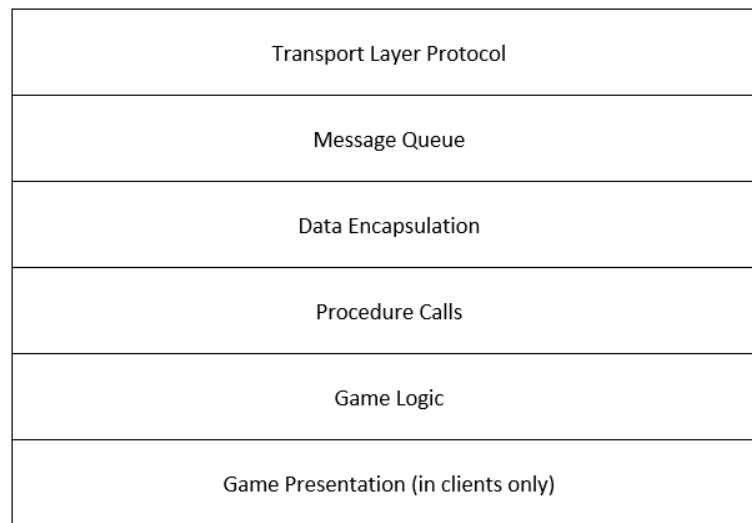 Transport Layer Protocol
Message Queue
Data Encapsulation
Procedure Calls
Game Logic
Game Presentation (in clients only)